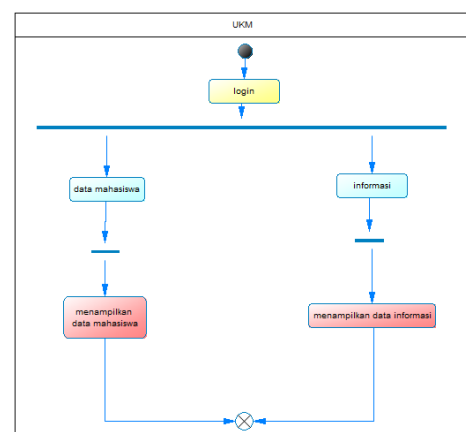 UKM
login
data mahasiswa
informasi
menampilkan
data mahasiswa
menampilkan data informasi